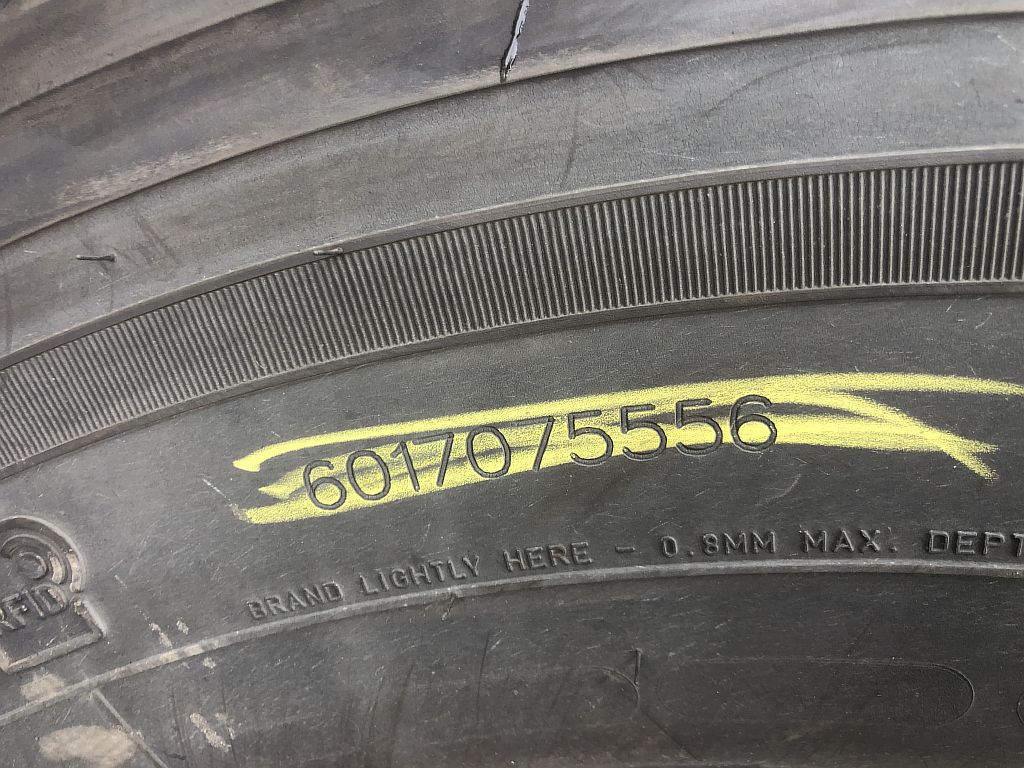 6017075556
BRAND LIGHTLY HERE - 0.8MM MAX. DEPT
RFID